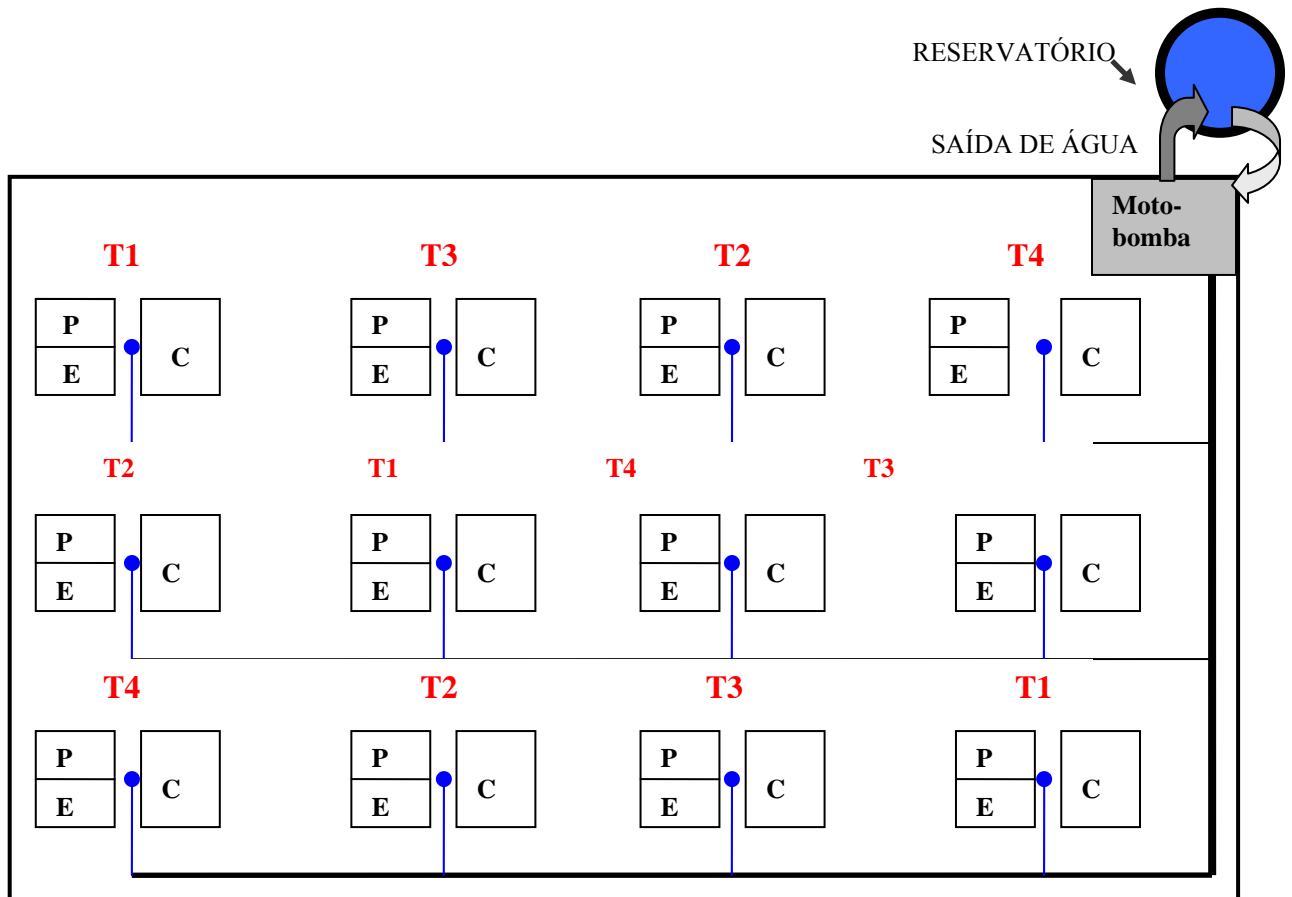 RESERVATÓRIO
SAÍDA DE ÁGUA
Moto-
bomba
T1 T3 T2 T4
P P P P
C C C
E E E E
T2 T1 T4 T3
P P P P
C C C C
E E E E
T4 T2 T3 T1
P P P P
C C C C
E E E E